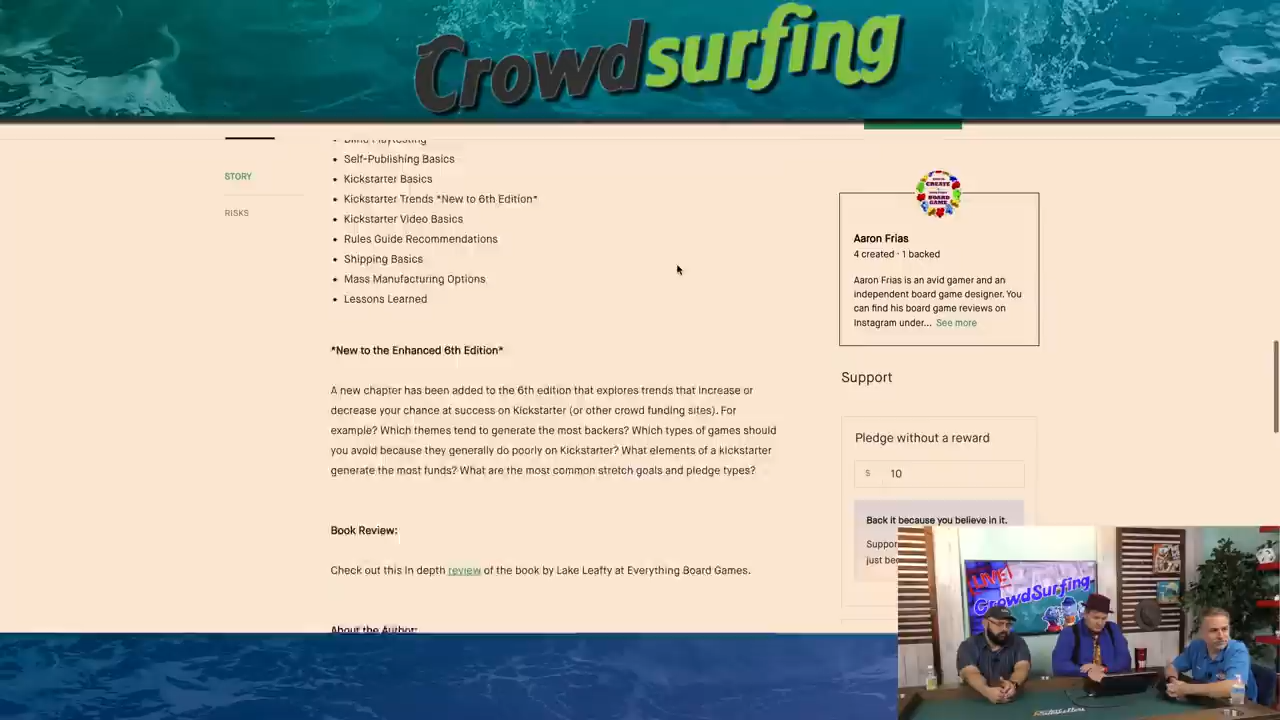 Crowdsurfing
Blind Playtesting
Self-Publishing Basics
Kickstarter Basics
Kickstarter Trends *New to 6th Edition*
Kickstarter Video Basics
Rules Guide Recommendations
Shipping Basics
Mass Manufacturing Options
Lessons Learned
*New to the Enhanced 6th Edition*
A new chapter has been added to the 6th edition that explores trends that increase or
decrease your chance at success on Kickstarter (or other crowd funding sites). For
example? Which themes tend to generate the most backers? Which types of games should
you avoid because they generally do poorly on Kickstarter? What elements of a kickstarter
generate the most funds? What are the most common stretch goals and pledge types?
Book Review:
Check out this in depth review of the book by Lake Leafty at Everything Board Games.
About the Author:
STORY
RISKS
CREATE
BOARD
GAME
Aaron Frias
4 created · 1 backed
Aaron Frias is an avid gamer and an
independent board game designer. You
can find his board game reviews on
Instagram under... See more
Support
Pledge without a reward
$ 10
Back it because you believe in it.
Suppor
just be
LIVE!
CrowdSurfing